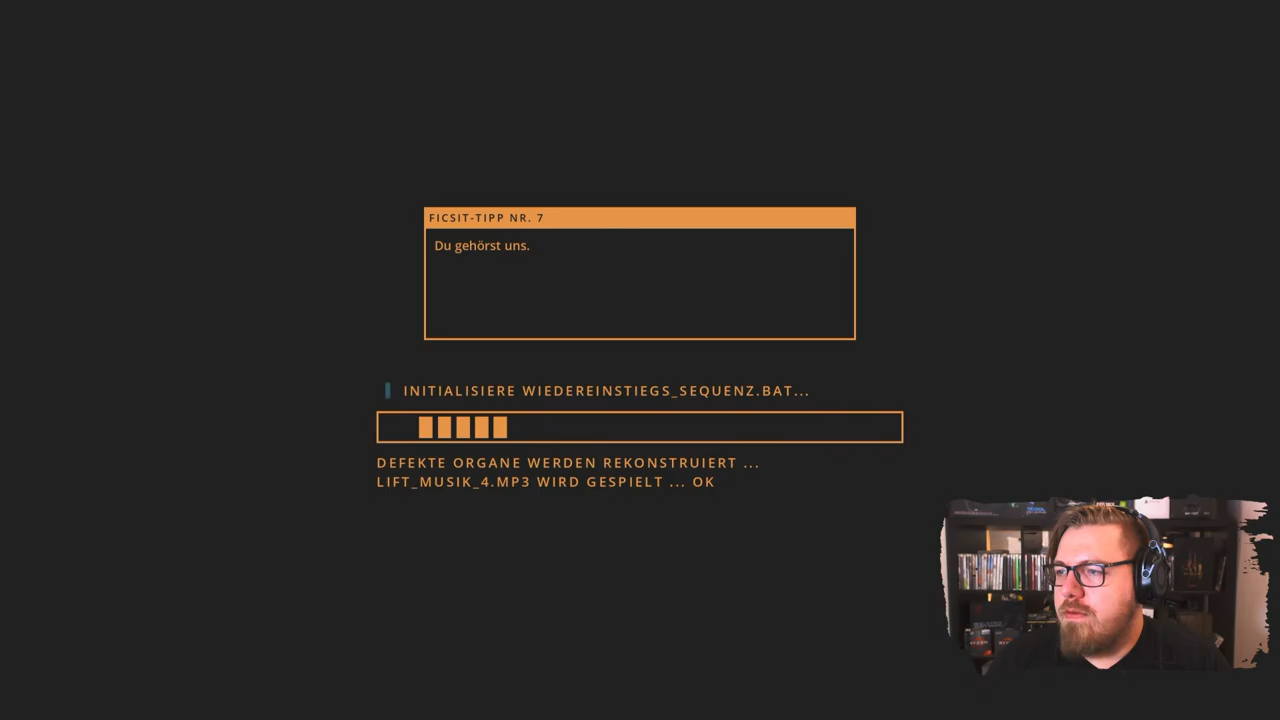 FICSIT-TIPP NR. 7
Du gehörst uns.
INITIALISIERE WIEDEREINSTIEGS_SEQUENZ.BAT...
DEFEKTE ORGANE WERDEN REKONSTRUIERT ...
LIFT_MUSIK_4.MP3 WIRD GESPIELT ... OK